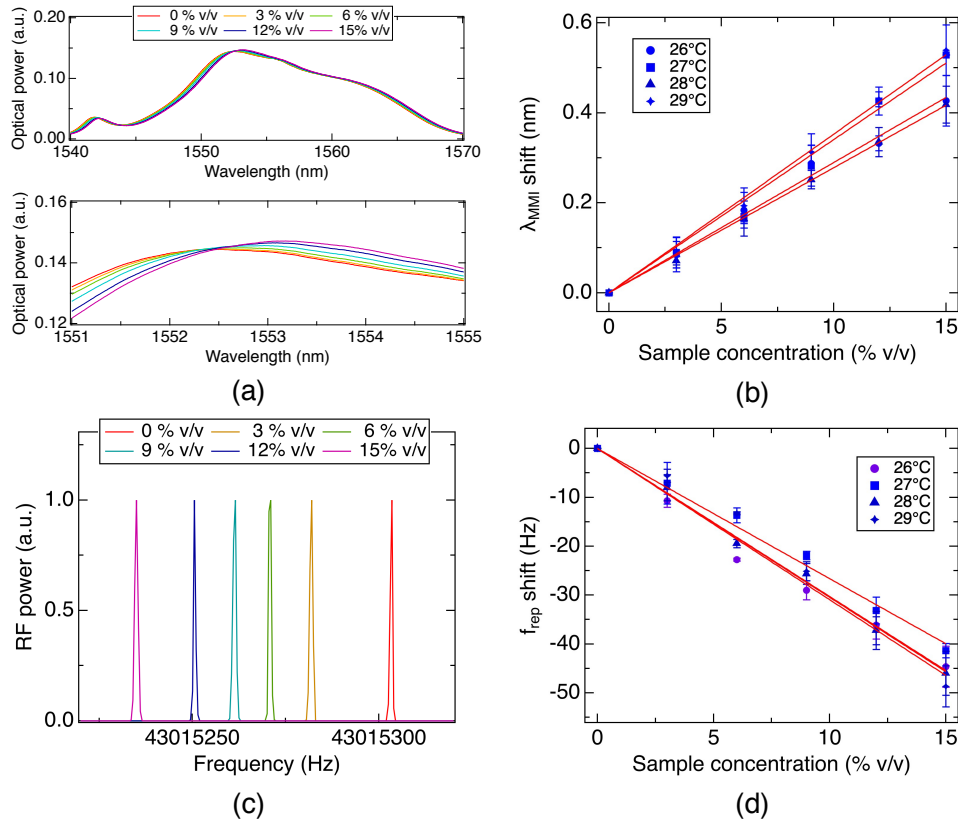 0 % v/v 3 % v/v 6 % v/v
9 % v/v 12% v/v 15% v/v
Optical power (a.u.)
0.20
0.10
0.00
1540 1550 1560 1570
Wavelength (nm)
Optical power (a.u.)
0.16
0.14
0.12
1551 1552 1553 1554 1555
Wavelength (nm)
(a)
λMMI shift (nm)
0.6
0.4
0.2
0.0
26°C
27°C
28°C
29°C
0 5 10 15
Sample concentration (% v/v)
(b)
0 % v/v 3 % v/v 6 % v/v
9 % v/v 12% v/v 15% v/v
RF power (a.u.)
1.0
0.5
0.0
43015250 43015300
Frequency (Hz)
(c)
frep shift (Hz)
0
-10
-20
-30
-40
-50
26°C
27°C
28°C
29°C
0 5 10 15
Sample concentration (% v/v)
(d)